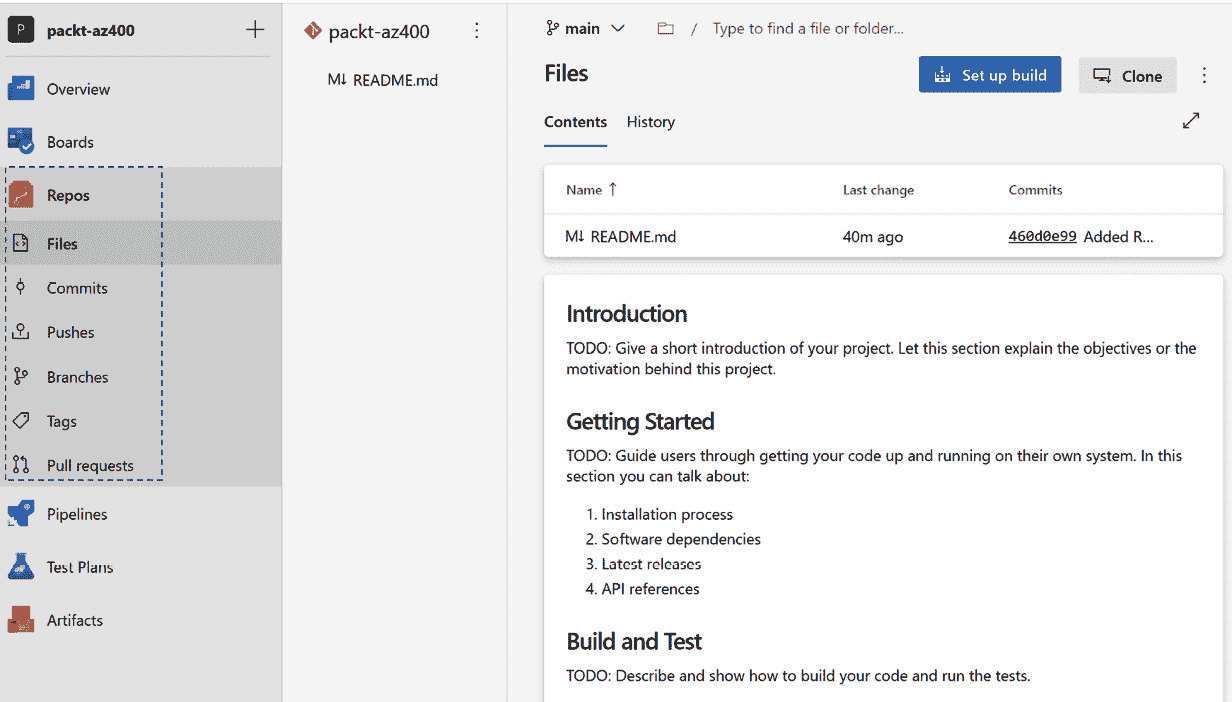 P packt-az400 +
Overview
Boards
Repos
Files
Commits
Pushes
Branches
Tags
Pull requests
Pipelines
Test Plans
Artifacts
packt-az400
M↓ README.md
main / Type to find a file or folder...
Files
Set up build
Clone
Contents History
Name ↑ Last change Commits
M↓ README.md 40m ago 460d0e99 Added R...
Introduction
TODO: Give a short introduction of your project. Let this section explain the objectives or the
motivation behind this project.
Getting Started
TODO: Guide users through getting your code up and running on their own system. In this
section you can talk about:
1. Installation process
2. Software dependencies
3. Latest releases
4. API references
Build and Test
TODO: Describe and show how to build your code and run the tests.